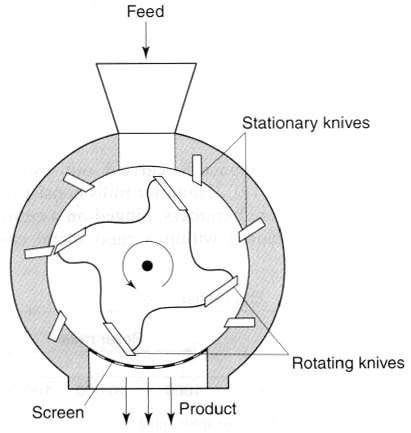 Feed
Stationary knives
Rotating knives
Screen
Product